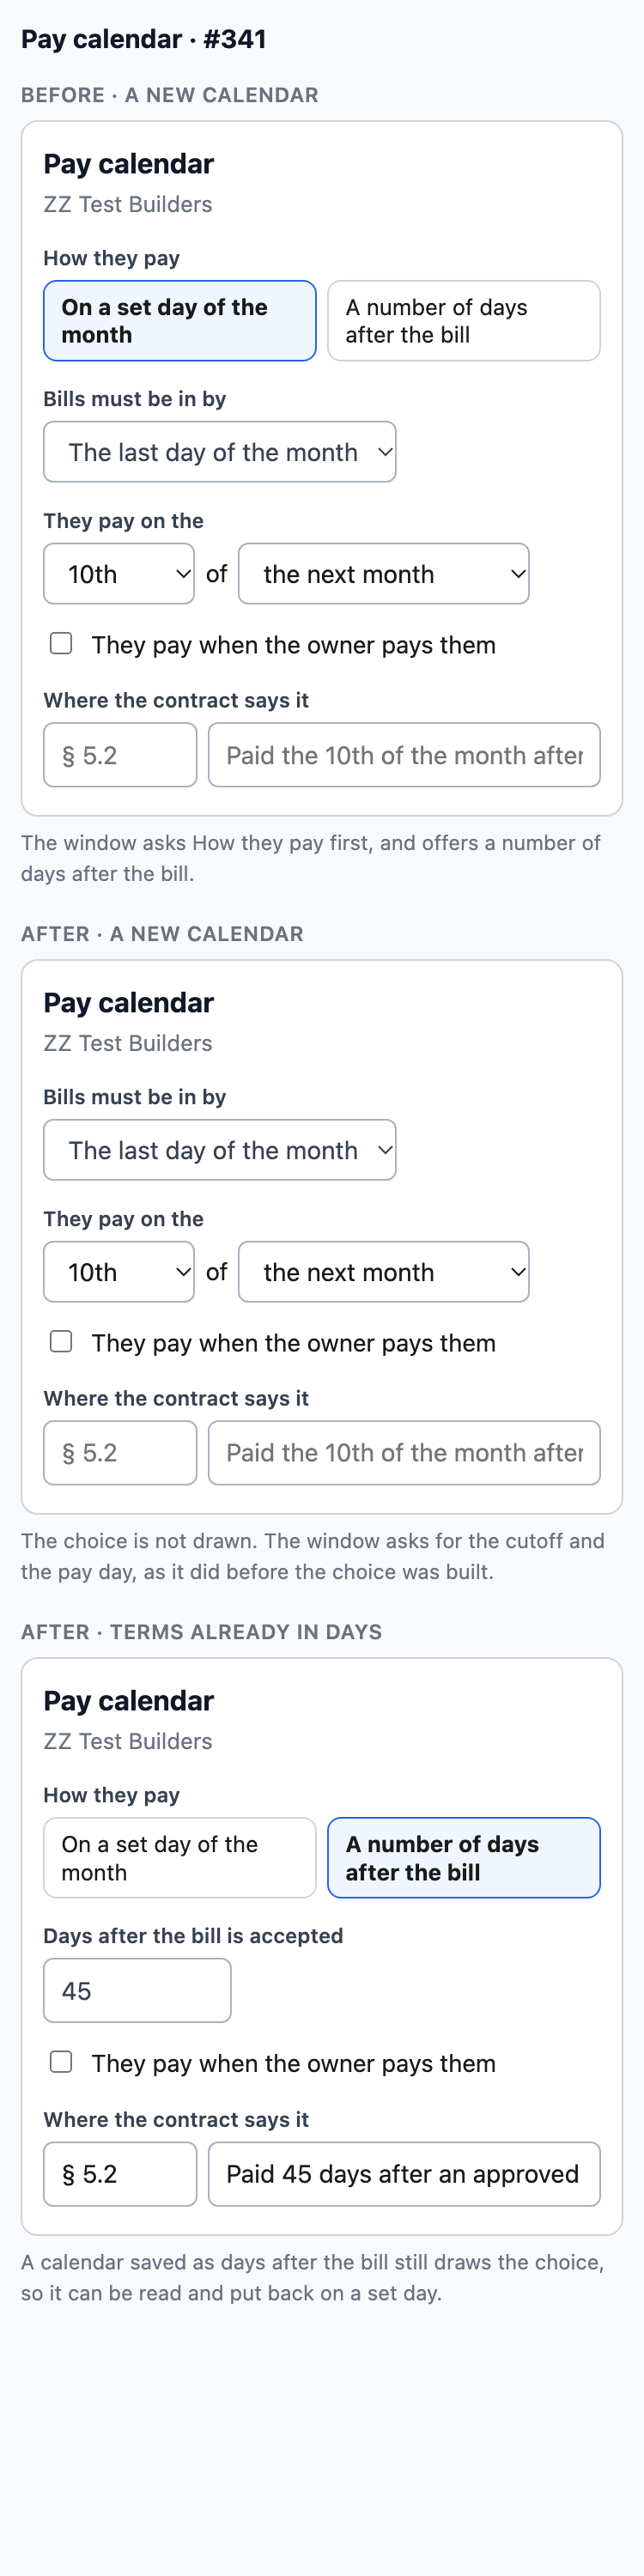 Pay calendar · #341
BEFORE · A NEW CALENDAR
Pay calendar
ZZ Test Builders
How they pay
On a set day of the month
A number of days after the bill
Bills must be in by
The last day of the month
They pay on the
10th of the next month
They pay when the owner pays them
Where the contract says it
§ 5.2 Paid the 10th of the month after
The window asks How they pay first, and offers a number of
days after the bill.
AFTER · A NEW CALENDAR
Pay calendar
ZZ Test Builders
Bills must be in by
The last day of the month
They pay on the
10th of the next month
They pay when the owner pays them
Where the contract says it
§ 5.2 Paid the 10th of the month after
The choice is not drawn. The window asks for the cutoff and
the pay day, as it did before the choice was built.
AFTER · TERMS ALREADY IN DAYS
Pay calendar
ZZ Test Builders
How they pay
On a set day of the month
A number of days after the bill
Days after the bill is accepted
45
They pay when the owner pays them
Where the contract says it
§ 5.2 Paid 45 days after an approved
A calendar saved as days after the bill still draws the choice,
so it can be read and put back on a set day.